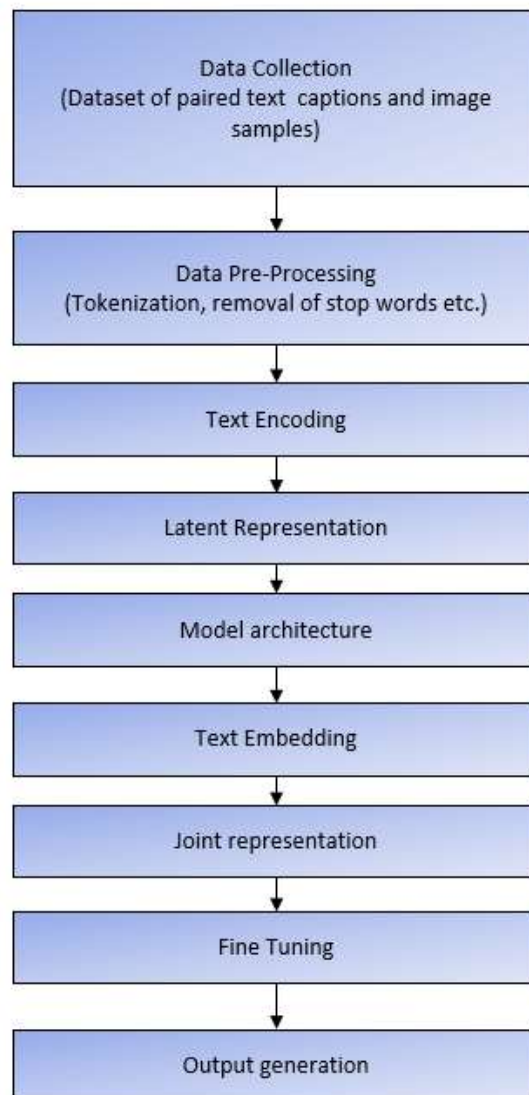 Data Collection
(Dataset of paired text captions and image
samples)
Data Pre-Processing
(Tokenization, removal of stop words etc.)
Text Encoding
Latent Representation
Model architecture
Text Embedding
Joint representation
Fine Tuning
Output generation